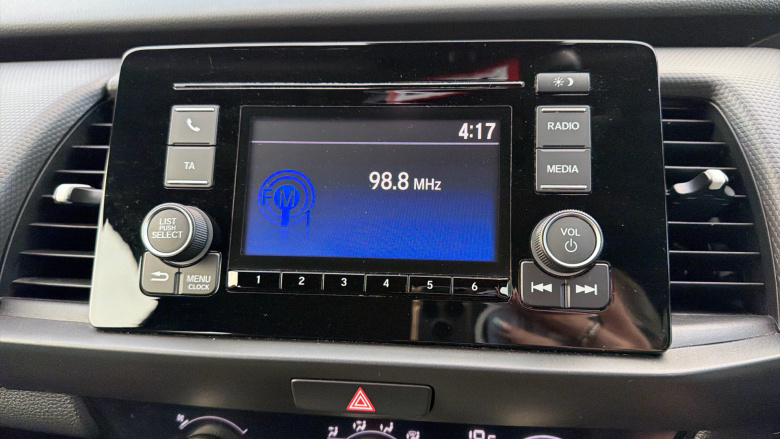 4:17
98.8 MHz
FM1
TA
RADIO
MEDIA
LIST
PUSH
SELECT
VOL
MENU
CLOCK
1 2 3 4 5 6